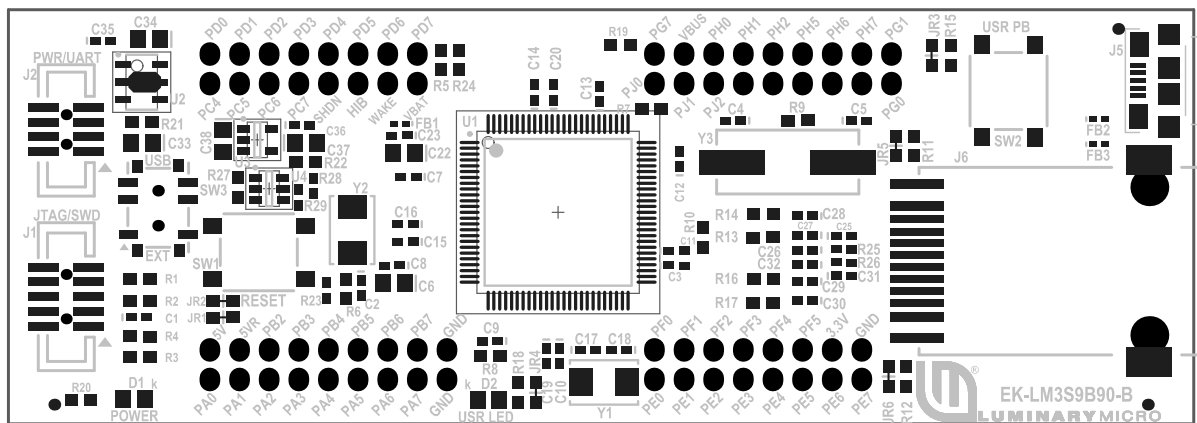 C35
C34
PWR/UART
J2
U2
R21
C33
C38
USB
U3
R27
SW3
EXT
JTAG/SWD
J1
SW1
RESET
R1
R2
C1
R4
R3
JR2
JR1
R20
D1 k
POWER
PD0 PD1 PD2 PD3 PD4 PD5 PD6 PD7
PC4 PC5 PC6 PC7 SHDN HIB WAKE VBAT
R5 R24
C36
C37
R22
U4
R28
R29
FB1
C23
C22
C7
Y2
C16
C15
C8
C6
R23
R6
C2
5V 5VR PB2 PB3 PB4 PB5 PB6 PB7 GND
PA0 PA1 PA2 PA3 PA4 PA5 PA6 PA7 GND
C14
C20
C13
R19
U1
C9
R8
k D2
USR LED
R18
JR4
C19
C10
C17 C18
Y1
PG7 VBUS PH0 PH1 PH2 PH5 PH6 PH7 PG1
PJ0 PJ1 PJ2 PG0
R7
C4
R9
C5
Y3
C12
R10
C11
C3
R14
R13
C26
C32
R16
R17
C28
C27
C25
R25
R26
C31
C29
C30
PF0 PF1 PF2 PF3 PF4 PF5 3.3V GND
PE0 PE1 PE2 PE3 PE4 PE5 PE6 PE7
JR3
R15
USR PB
SW2
J5
FB2
FB3
JR5
R11
J6
JR6
R12
®
EK-LM3S9B90-B
LUMINARY MICRO